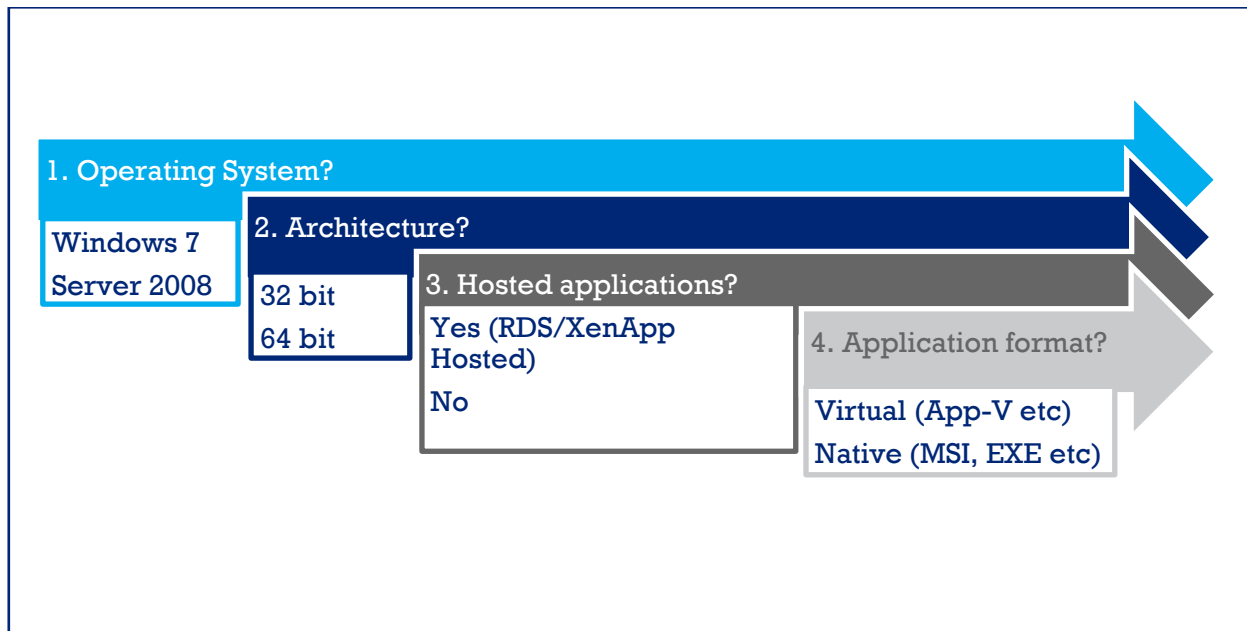 1. Operating System?
Windows 7
Server 2008
2. Architecture?
32 bit
64 bit
3. Hosted applications?
Yes (RDS/XenApp
Hosted)
No
4. Application format?
Virtual (App-V etc)
Native (MSI, EXE etc)